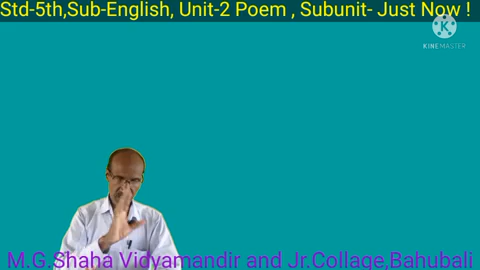 Std-5th,Sub-English, Unit-2 Poem , Subunit- Just Now !
KINEMASTER
M.G.Shaha Vidyamandir and Jr.Collage,Bahubali